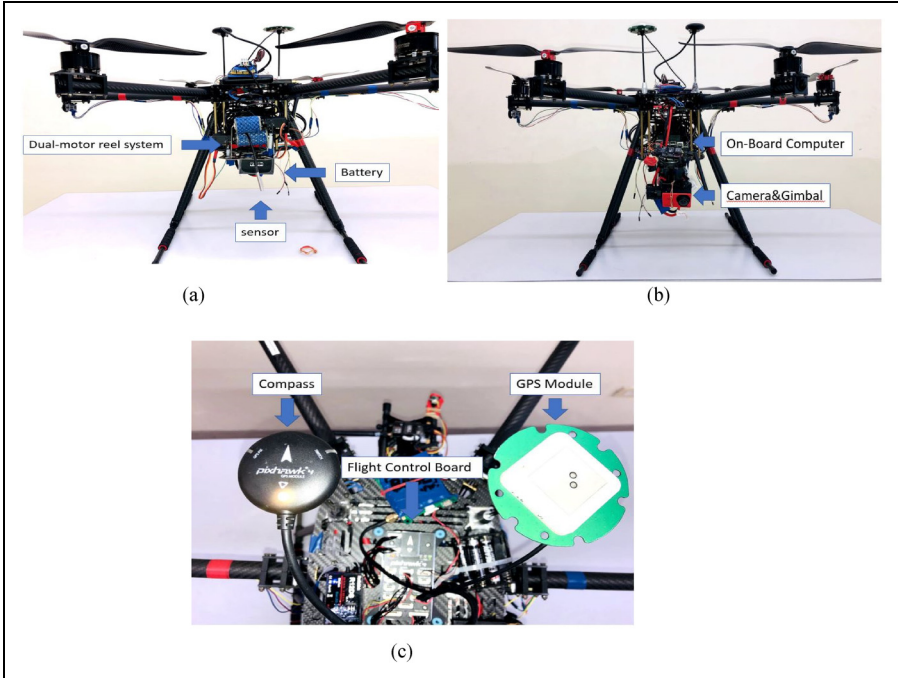 Dual-motor reel system
Battery
sensor
(a)
On-Board Computer
Camera&Gimbal
(b)
Compass
GPS Module
Flight Control Board
pixhawk 4
(c)